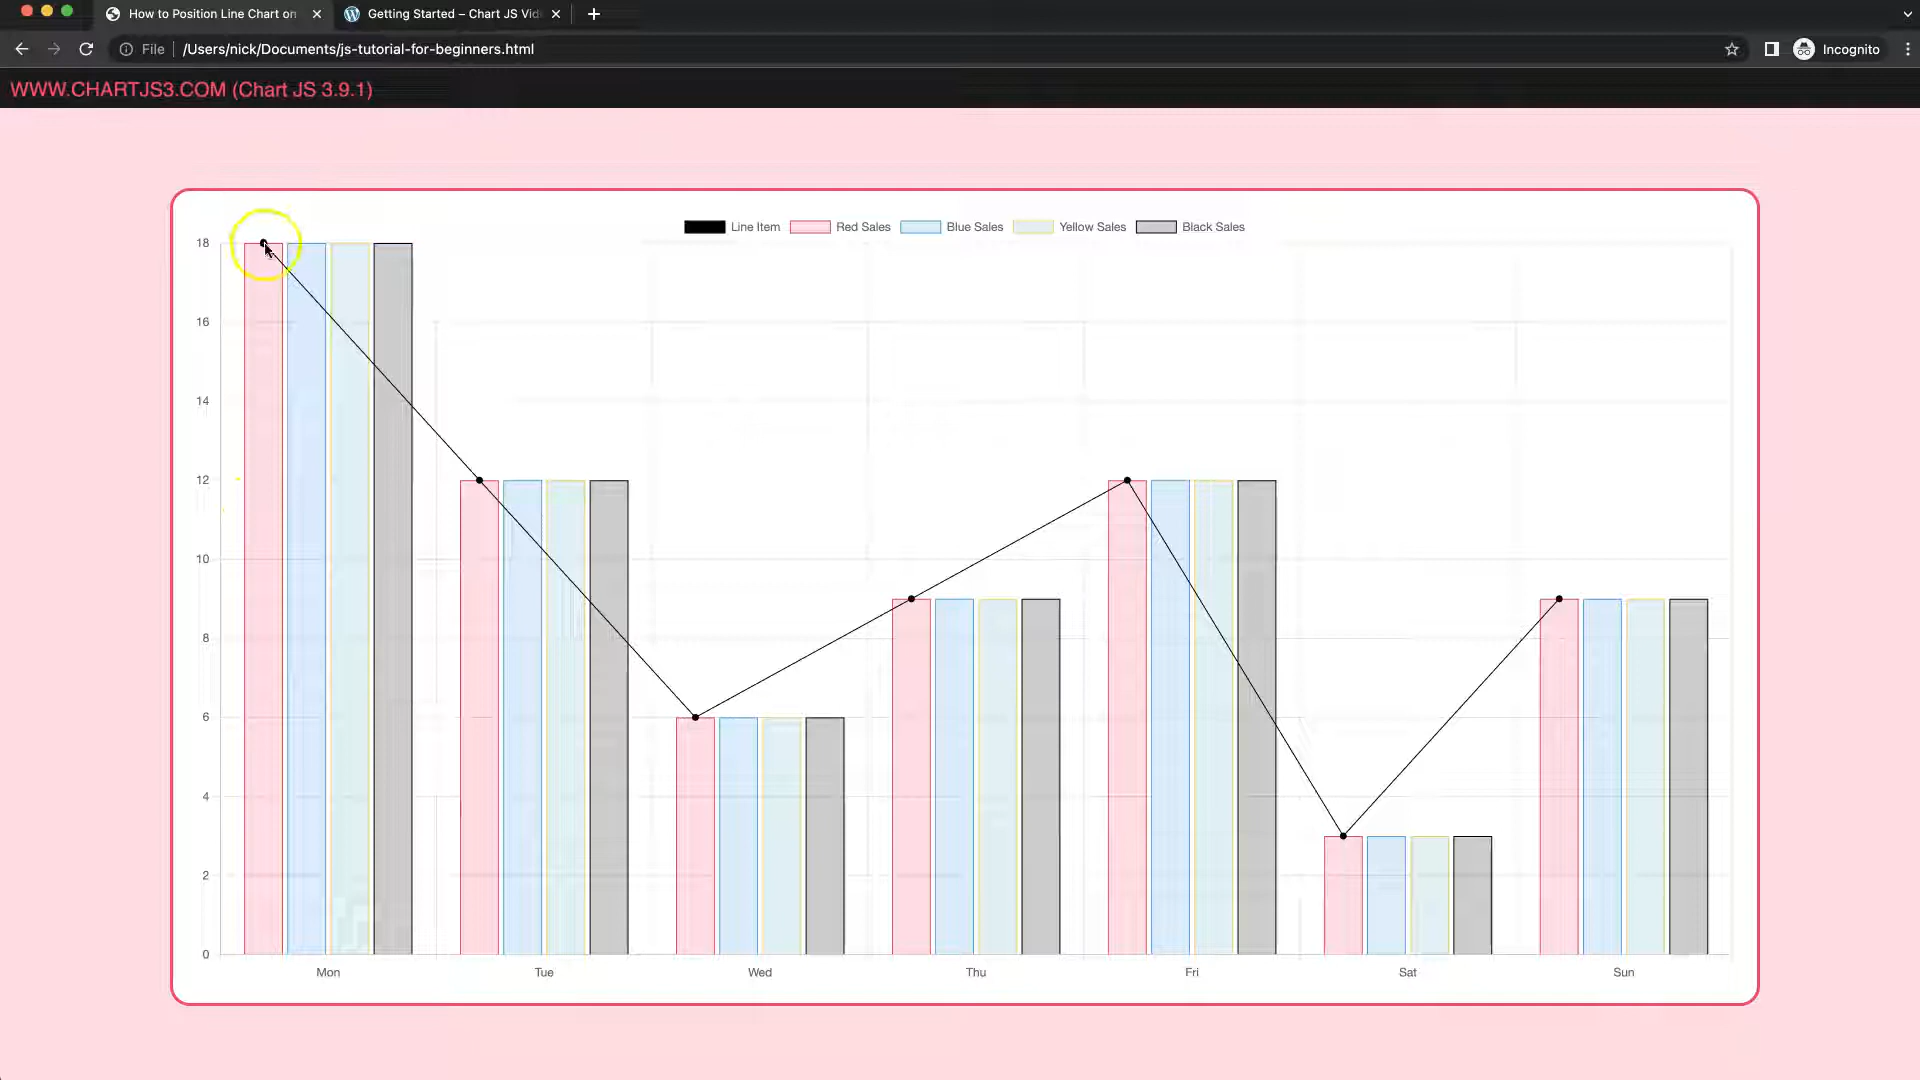 How to Position Line Chart on
Getting Started – Chart JS Vid
File
/Users/nick/Documents/js-tutorial-for-beginners.html
Incognito
WWW.CHARTJS3.COM (Chart JS 3.9.1)
Line Item
Red Sales
Blue Sales
Yellow Sales
Black Sales
18
16
14
12
10
8
6
4
2
0
Mon
Tue
Wed
Thu
Fri
Sat
Sun